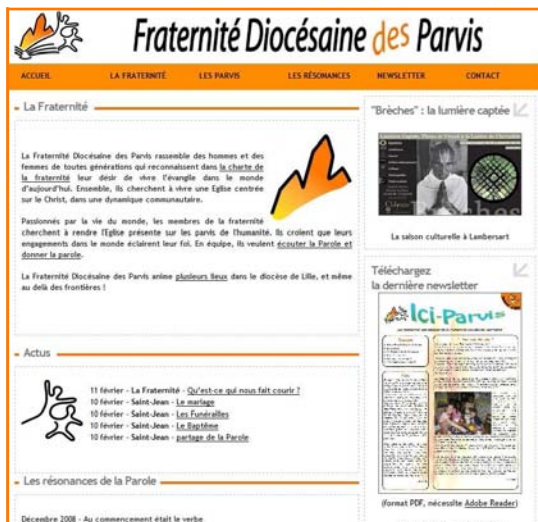 Fraternité Diocésaine des Parvis
ACCUEIL LA FRATERNITÉ LES PARVIS LES RÉSONANCES NEWSLETTER CONTACT
La Fraternité
La Fraternité Diocésaine des Parvis rassemble des hommes et des
femmes de toutes générations qui reconnaissent dans la charte de
la fraternité leur désir de vivre l'évangile dans le monde
d'aujourd'hui. Ensemble, ils cherchent à vivre une Eglise centrée
sur le Christ, dans une dynamique communautaire.
Passionnés par la vie du monde, les membres de la fraternité
cherchent à rendre l'Eglise présente sur les parvis de l'humanité. Ils croient que leurs
engagements dans le monde éclairent leur foi. En équipe, ils veulent écouter la Parole et
donner la parole.
La Fraternité Diocésaine des Parvis anime plusieurs lieux dans le diocèse de Lille, et même
au delà des frontières !
Actus
11 février - La Fraternité - Qu'est-ce qui nous fait courir ?
10 février - Saint-Jean - Le mariage
10 février - Saint-Jean - Les Funérailles
10 février - Saint-Jean - Le Baptême
10 février - Saint-Jean - partage de la Parole
Les résonances de la Parole
Décembre 2008 - Au commencement était le verbe
"Brèches" : la lumière captée
La saison culturelle à Lambersart
Téléchargez
la dernière newsletter
Ici-Parvis
(format PDF, nécessite Adobe Reader)